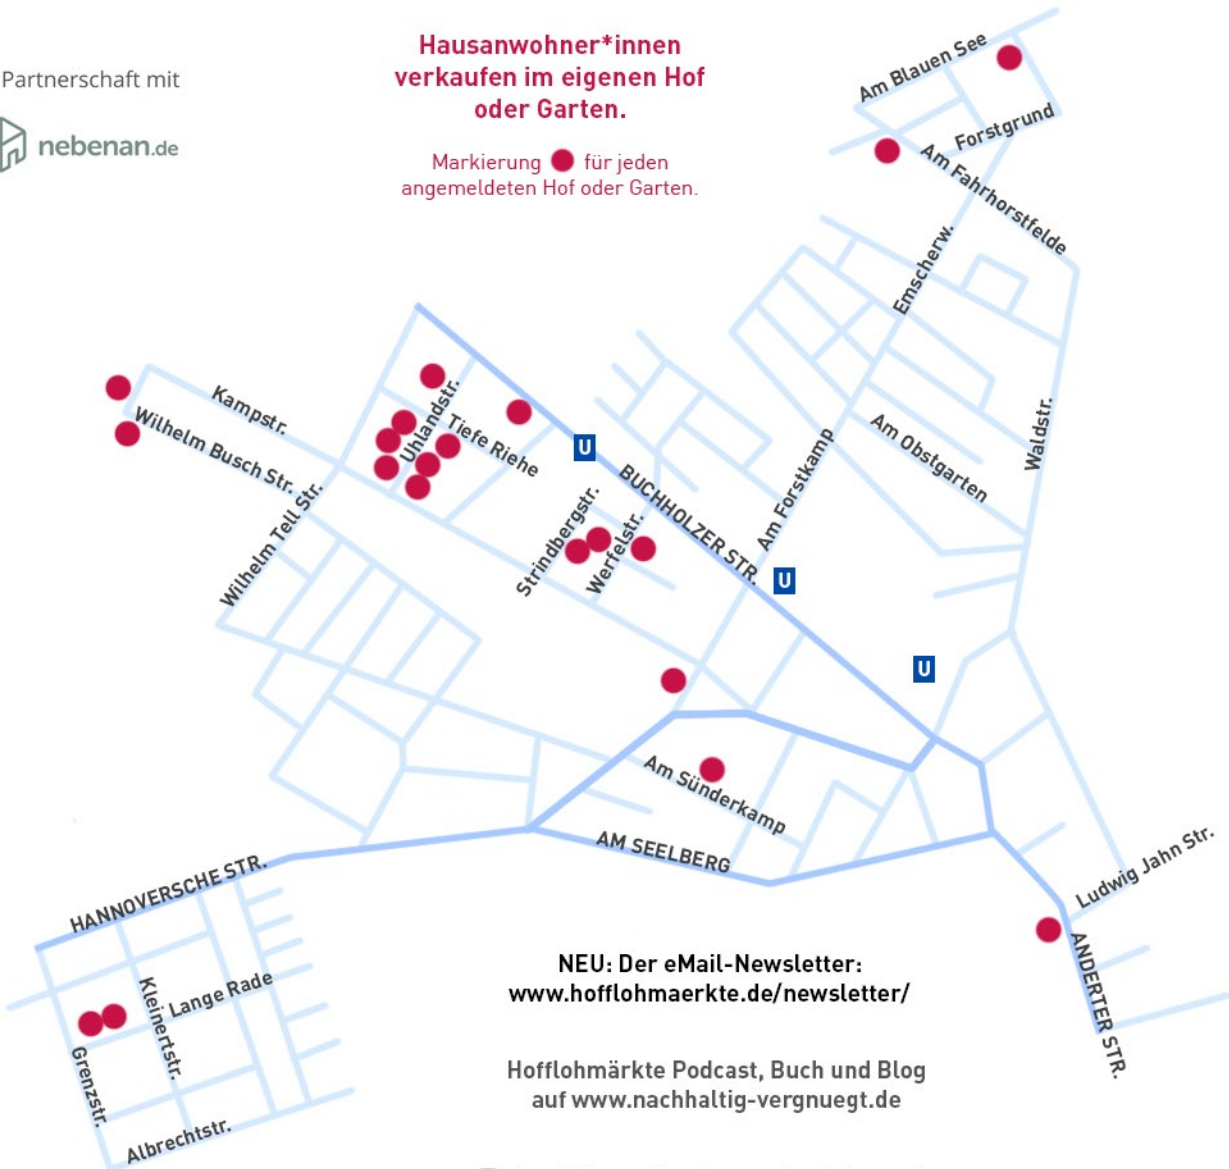 Partnerschaft mit
nebenan.de
Hausanwohner*innen
verkaufen im eigenen Hof
oder Garten.
Markierung für jeden
angemeldeten Hof oder Garten.
Am Blauen See
Forstgrund
Am Fahrhorstfelde
Emscherw.
Waldstr.
Am Obstgarten
Am Forstkamp
Kampstr.
Wilhelm Busch Str.
Wilhelm Tell Str.
Uhlandstr.
Tiefe Riehe
U
BUCHHOLZER STR.
Strindbergstr.
Werfelstr.
U
U
Am Sünderkamp
AM SEELBERG
HANNOVERSCHE STR.
Ludwig Jahn Str.
ANDERTER STR.
Kleinertstr.
Lange Rade
Grenzstr.
Albrechtstr.
NEU: Der eMail-Newsletter:
www.hofflohmaerkte.de/newsletter/
Hofflohmärkte Podcast, Buch und Blog
auf www.nachhaltig-vergnuegt.de